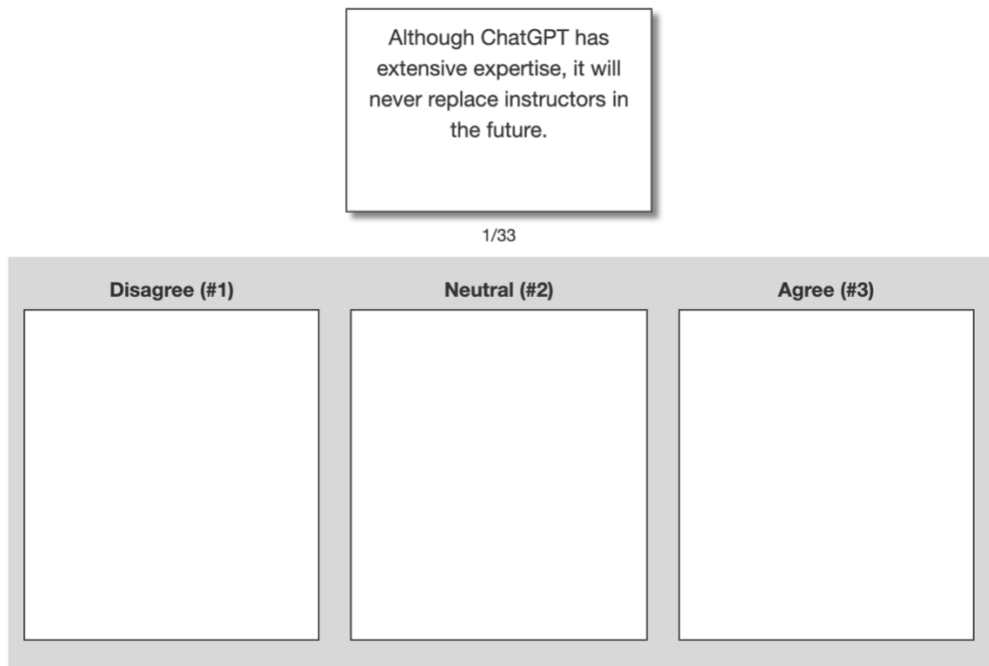 Although ChatGPT has
extensive expertise, it will
never replace instructors in
the future.
1/33
Disagree (#1)
Neutral (#2)
Agree (#3)